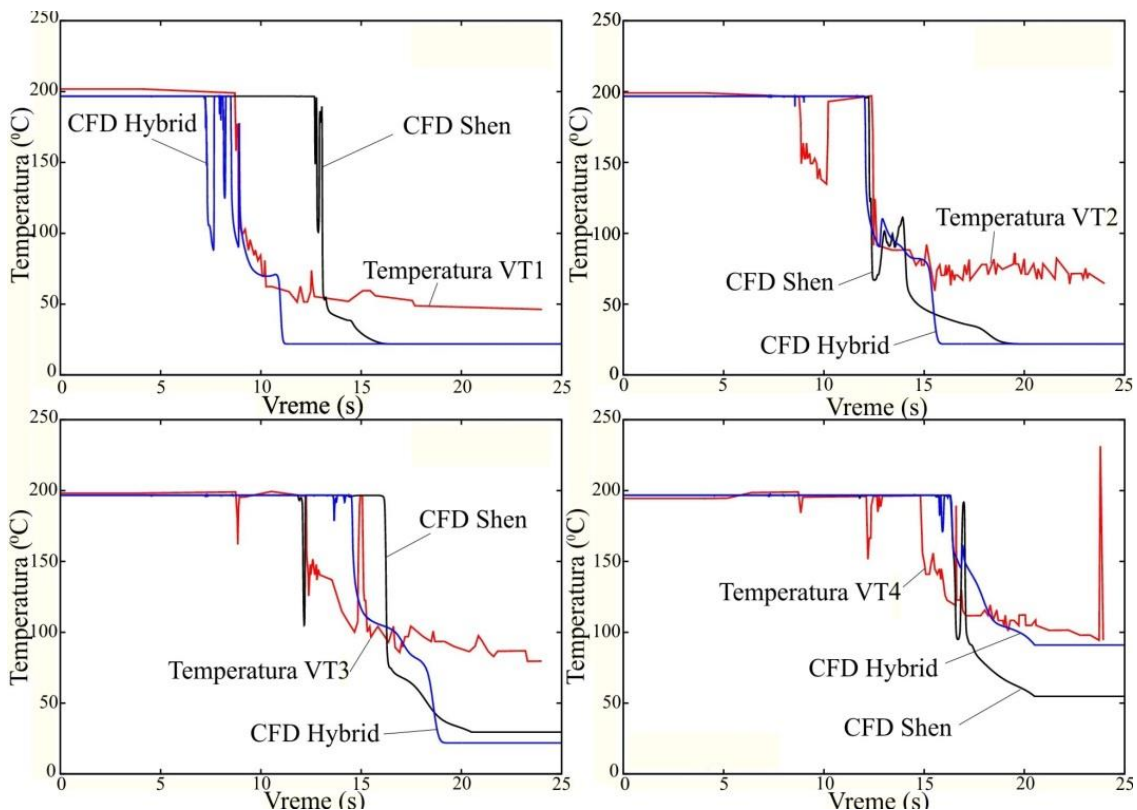 250
200
150
100
50
0
Temperatura (⁰C)
CFD Hybrid
CFD Shen
Temperatura VT1
0 5 10 15 20 25
Vreme (s)
250
200
150
100
50
0
Temperatura (⁰C)
Temperatura VT2
CFD Shen
CFD Hybrid
0 5 10 15 20 25
Vreme (s)
250
200
150
100
50
0
Temperatura (⁰C)
CFD Shen
Temperatura VT3
CFD Hybrid
0 5 10 15 20 25
Vreme (s)
250
200
150
100
50
0
Temperatura (⁰C)
Temperatura VT4
CFD Hybrid
CFD Shen
0 5 10 15 20 25
Vreme (s)